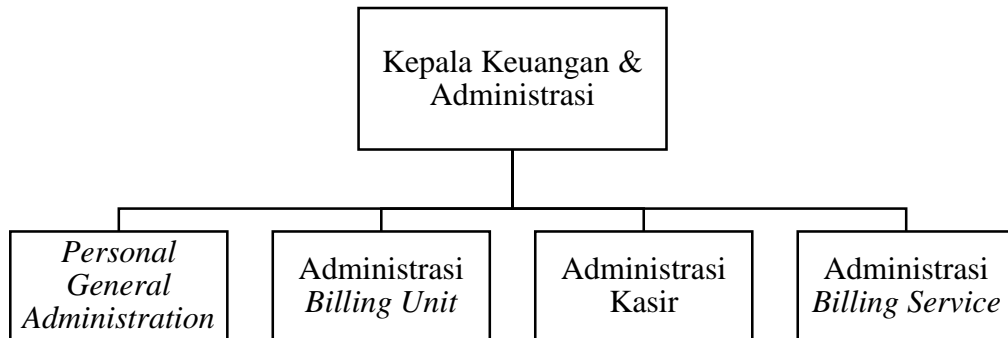 Kepala Keuangan &
Administrasi
Personal
General
Administration
Administrasi
Billing Unit
Administrasi
Kasir
Administrasi
Billing Service